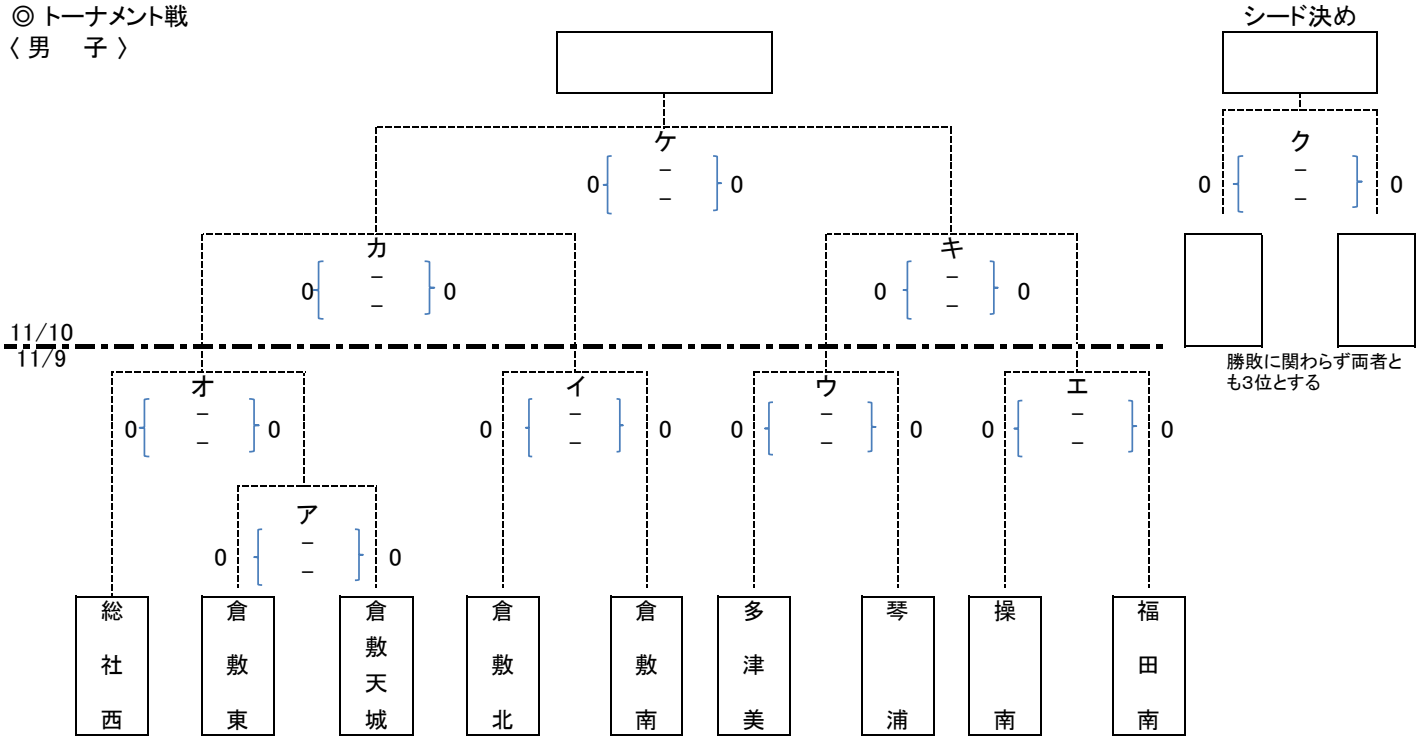 ◎ トーナメント戦
シード決め
〈 男 子 〉
ケ
0 － 0
－
ク
0 － 0
－
カ
0 － 0
－
キ
0 － 0
－
11/10
11/9
勝敗に関わらず両者と
も3位とする
オ
0 － 0
－
イ
0 － 0
－
ウ
0 － 0
－
エ
0 － 0
－
ア
0 － 0
－
総社西
倉敷東
倉敷天城
倉敷北
倉敷南
多津美
琴浦
操南
福田南